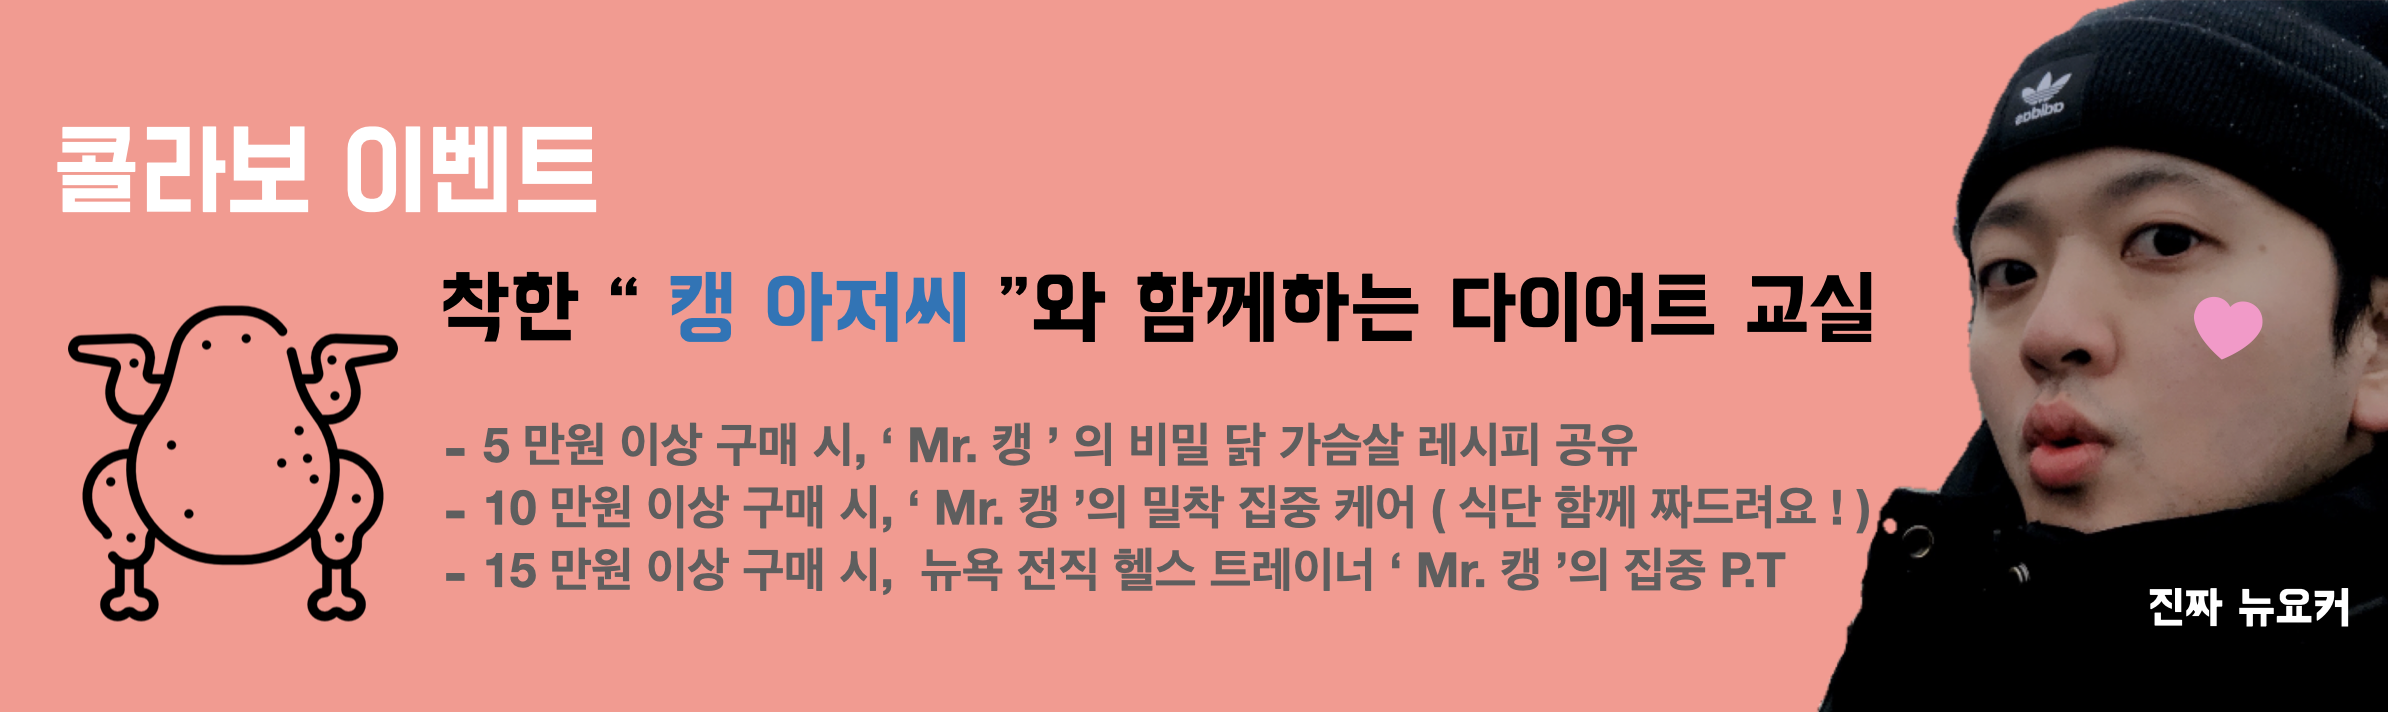 콜라보 이벤트
착한 “ 캥 아저씨 ”와 함께하는 다이어트 교실
- 5 만원 이상 구매 시, ‘ Mr. 캥 ’ 의 비밀 닭 가슴살 레시피 공유
- 10 만원 이상 구매 시, ‘ Mr. 캥 ’의 밀착 집중 케어 ( 식단 함께 짜드려요 ! )
- 15 만원 이상 구매 시,  뉴욕 전직 헬스 트레이너 ‘ Mr. 캥 ’의 집중 P.T
adidas
진짜 뉴요커